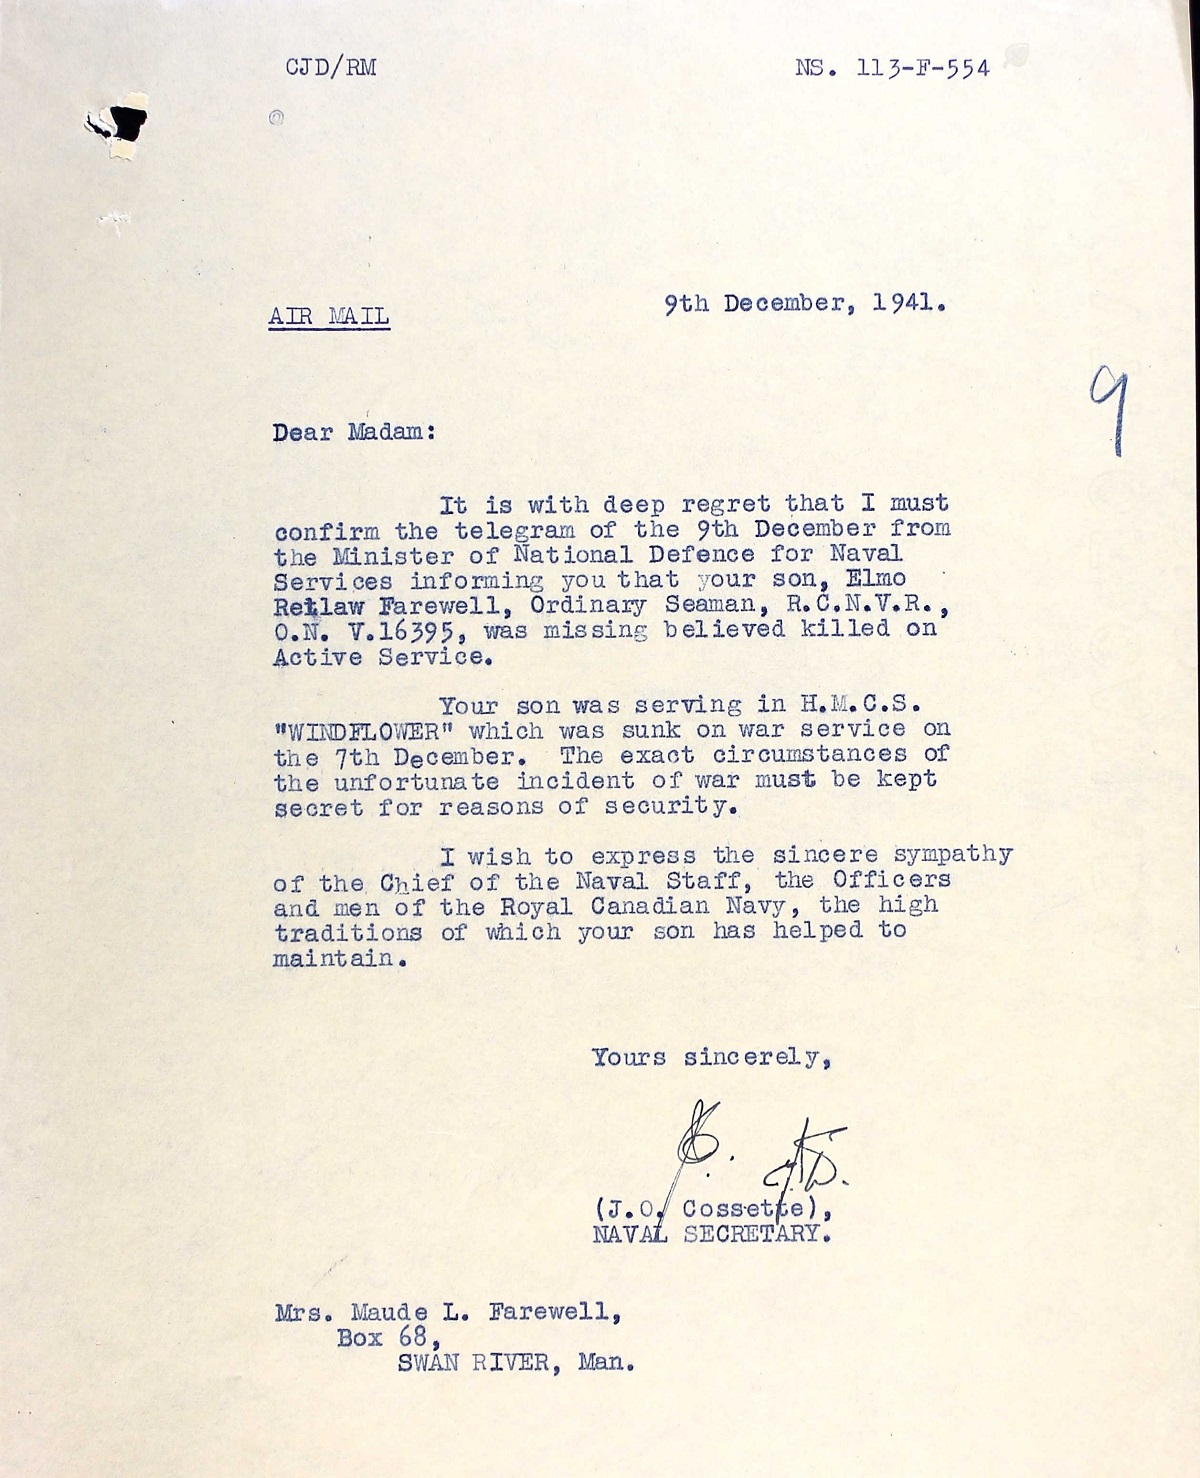 CJD/RM
NS. 113-F-554
AIR MAIL
9th December, 1941.
9
Dear Madam:
It is with deep regret that I must
confirm the telegram of the 9th December from
the Minister of National Defence for Naval
Services informing you that your son, Elmo
Retlaw Farewell, Ordinary Seaman, R.C.N.V.R.,
O.N. V.16395, was missing believed killed on
Active Service.
Your son was serving in H.M.C.S.
"WINDFLOWER" which was sunk on war service on
the 7th December. The exact circumstances of
the unfortunate incident of war must be kept
secret for reasons of security.
I wish to express the sincere sympathy
of the Chief of the Naval Staff, the Officers
and men of the Royal Canadian Navy, the high
traditions of which your son has helped to
maintain.
Yours sincerely,
(J.O. Cossette),
NAVAL SECRETARY.
Mrs. Maude L. Farewell,
Box 68,
SWAN RIVER, Man.